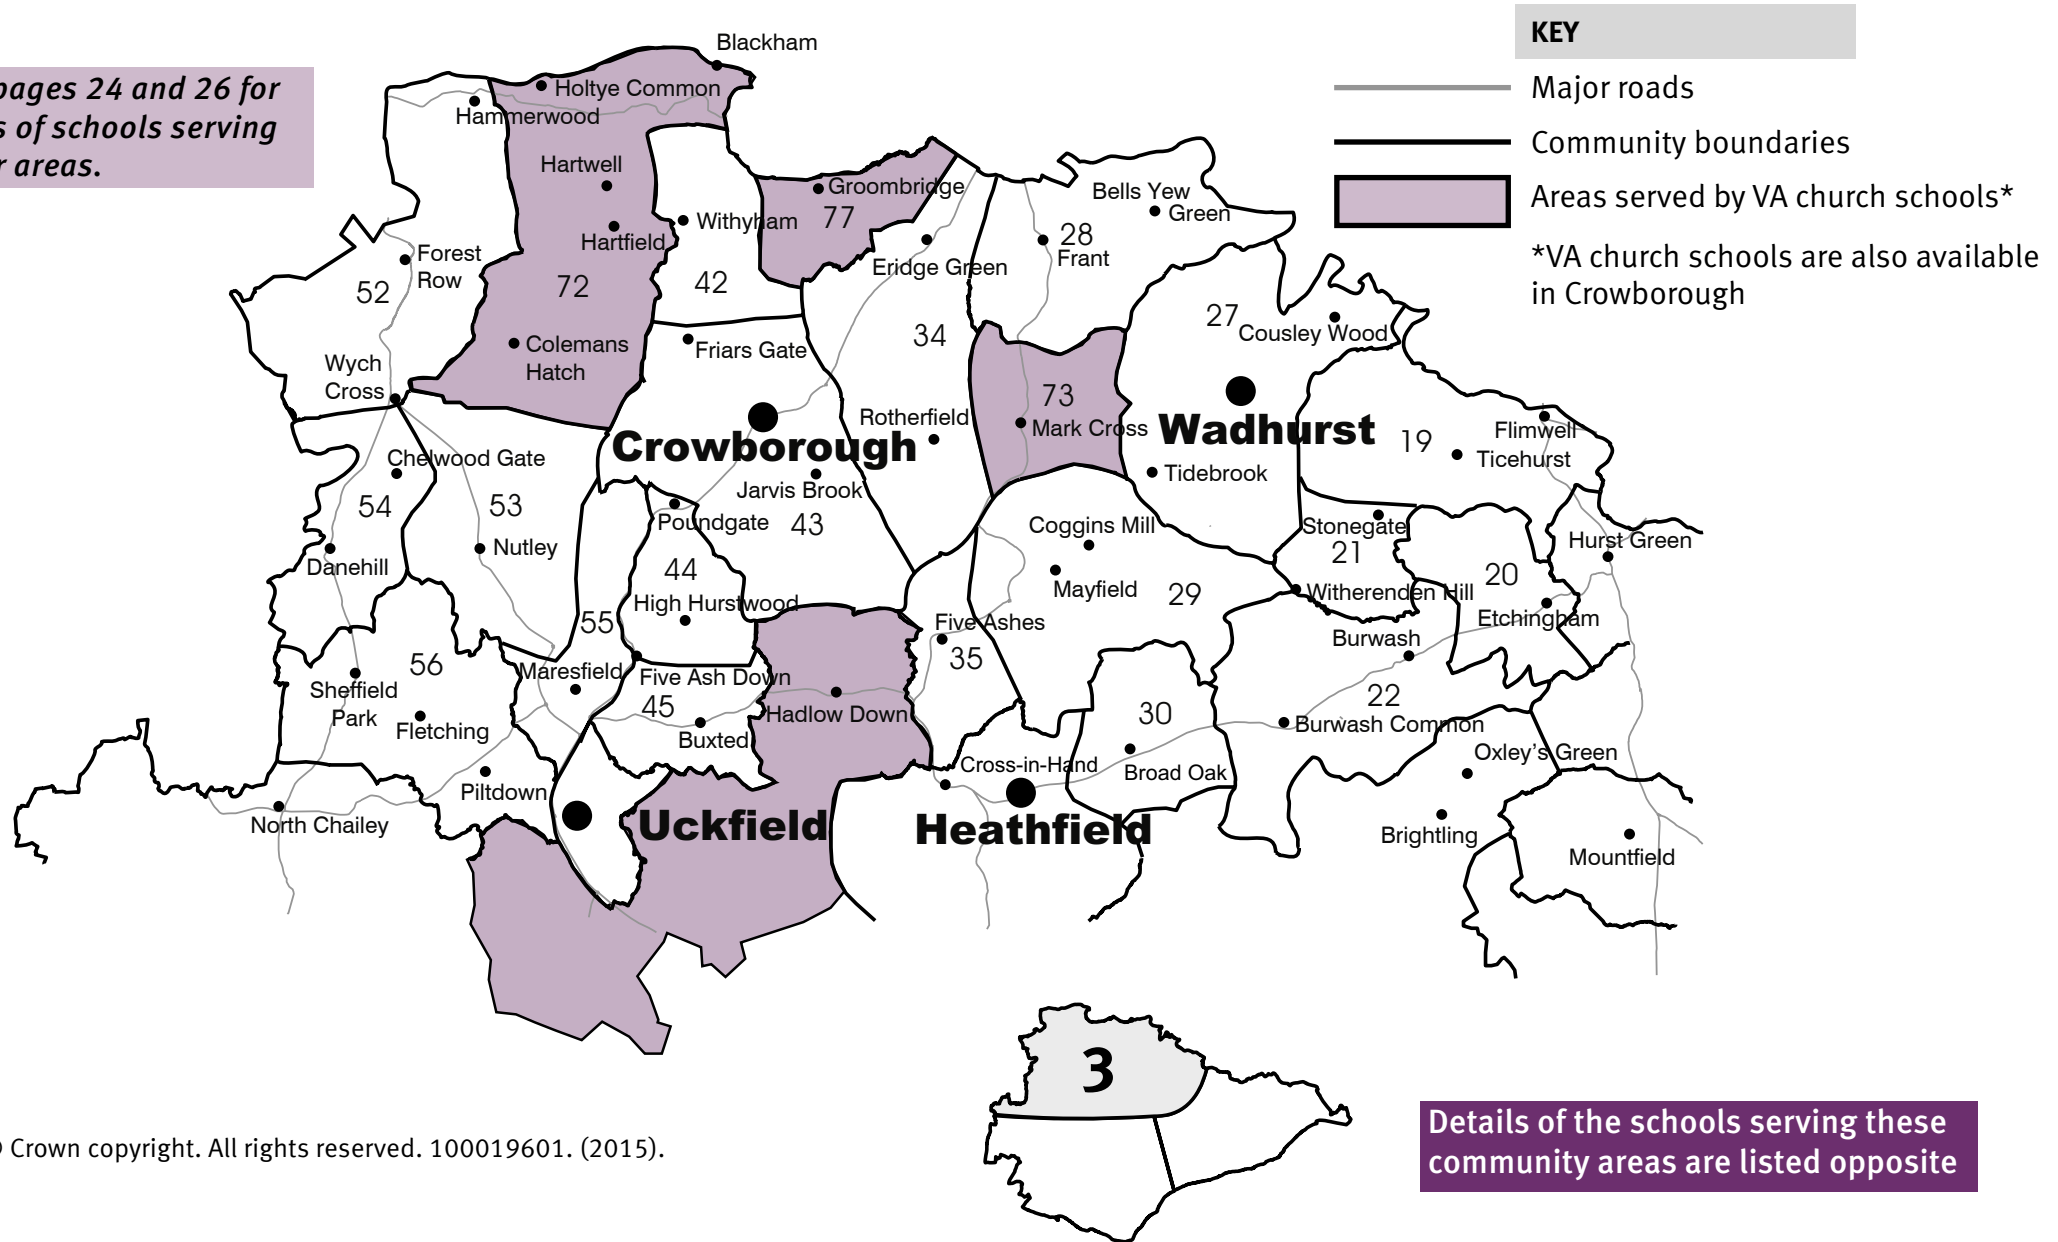 pages 24 and 26 for
s of schools serving
r areas.
KEY
Major roads
Community boundaries
Areas served by VA church schools*
*VA church schools are also available
in Crowborough
Blackham
Holtye Common
Hammerwood
Hartwell
Groombridge
77
Bells Yew
Green
Withyham
Hartfield
28
Frant
Forest
Row
52
72
42
Eridge Green
27
Cousley Wood
34
Colemans
Hatch
Friars Gate
Wych
Cross
73
Mark Cross
Rotherfield
Crowborough
Wadhurst
19
Flimwell
Ticehurst
Chelwood Gate
54
53
Jarvis Brook
43
Poundgate
Tidebrook
Coggins Mill
Stonegate
21
Hurst Green
Nutley
Danehill
44
High Hurstwood
Mayfield
29
Witherenden Hill
20
Etchingham
55
Five Ashes
35
Burwash
56
Maresfield
Five Ash Down
45
Sheffield
Park
Fletching
Buxted
Hadlow Down
30
22
Burwash Common
Oxley's Green
Cross-in-Hand
Broad Oak
Piltdown
North Chailey
Uckfield
Heathfield
Brightling
Mountfield
3
Details of the schools serving these
community areas are listed opposite
Crown copyright. All rights reserved. 100019601. (2015).